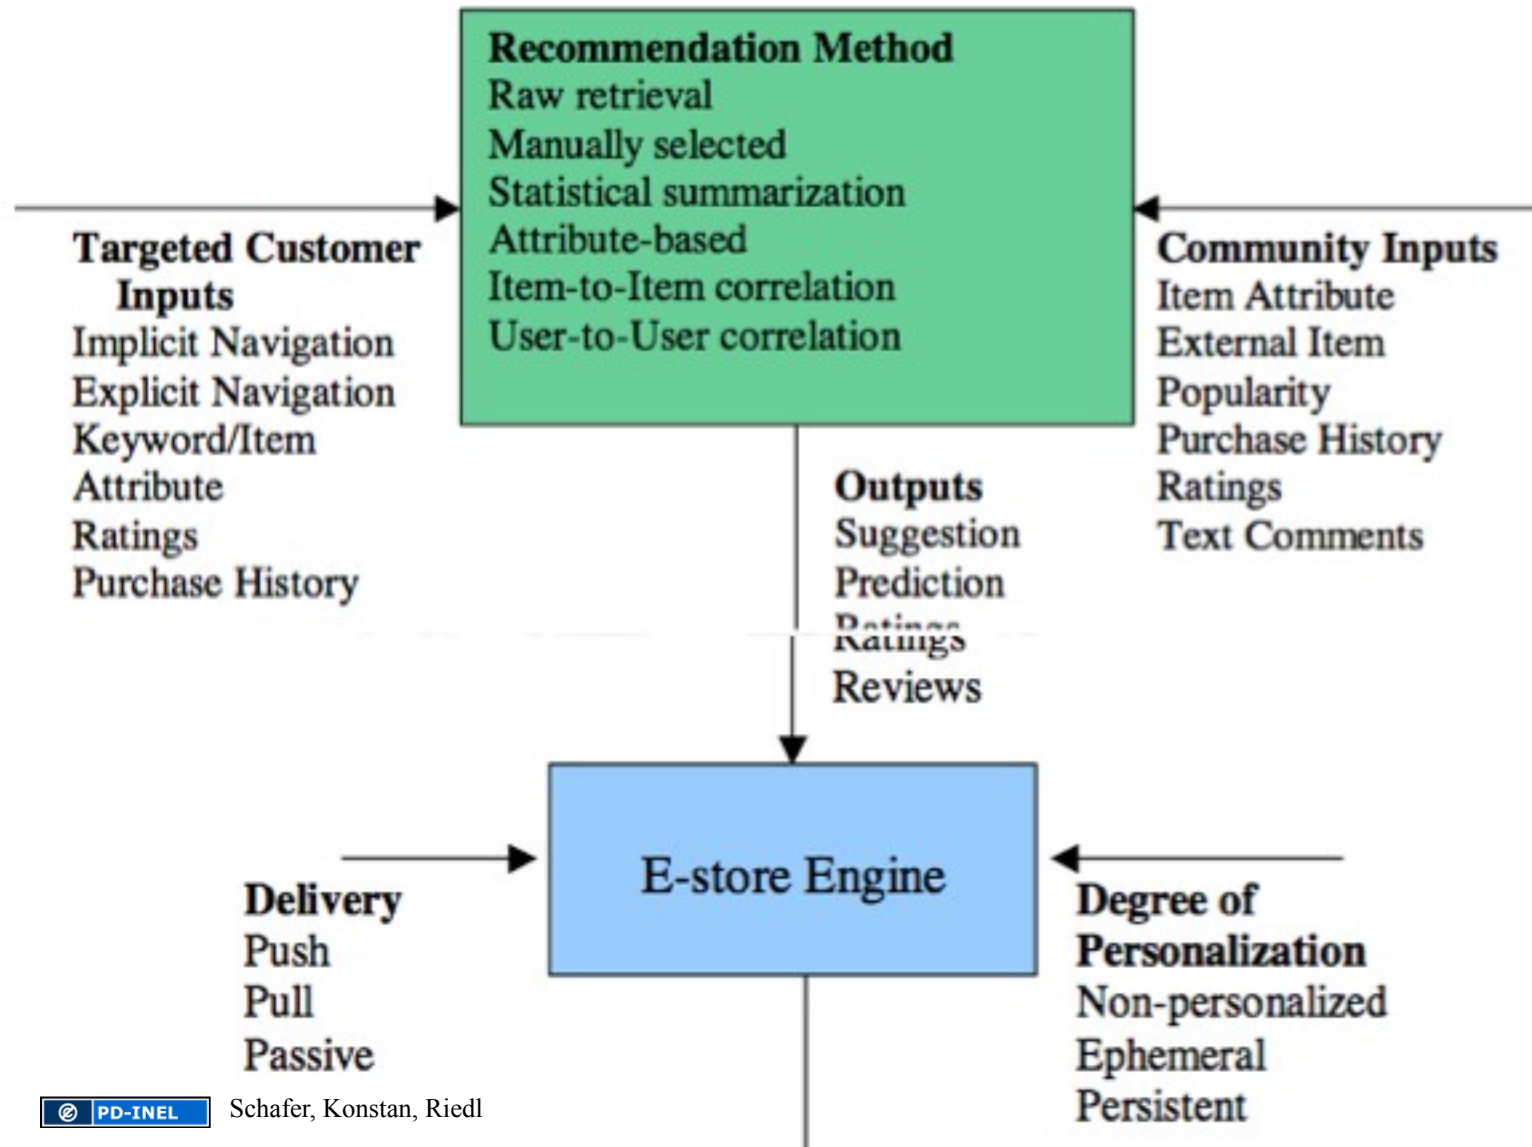 Recommendation Method
Raw retrieval
Manually selected
Statistical summarization
Attribute-based
Item-to-Item correlation
User-to-User correlation
Targeted Customer
Inputs
Implicit Navigation
Explicit Navigation
Keyword/Item
Attribute
Ratings
Purchase History
Community Inputs
Item Attribute
External Item
Popularity
Purchase History
Ratings
Text Comments
Outputs
Suggestion
Prediction
Ratings
Ratings
Reviews
E-store Engine
Delivery
Push
Pull
Passive
Degree of
Personalization
Non-personalized
Ephemeral
Persistent
PD-INEL
Schafer, Konstan, Riedl